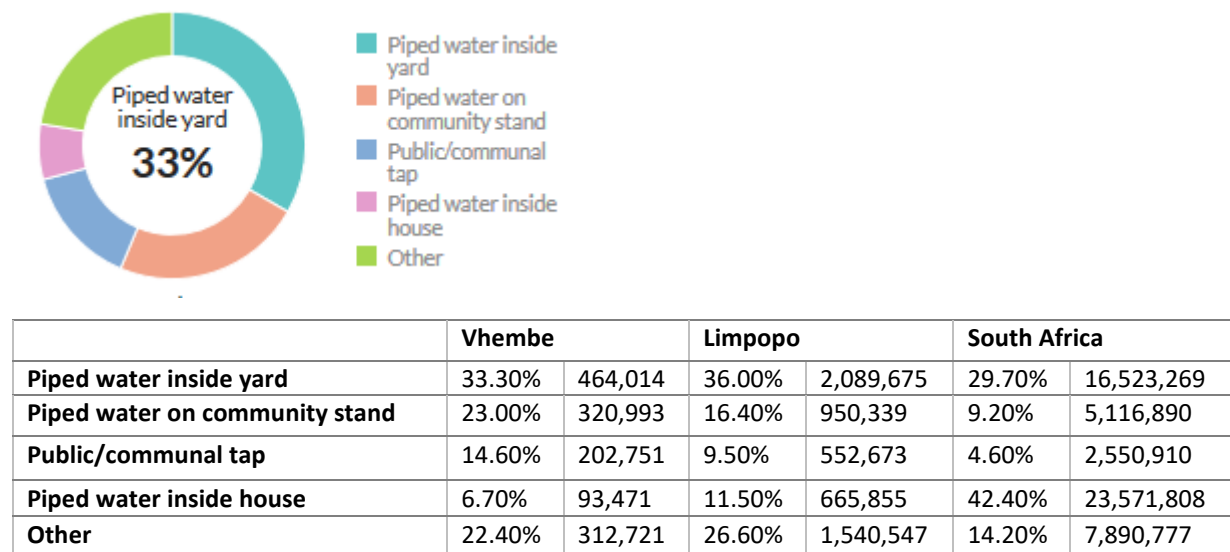 Piped water
inside yard
33%
Piped water inside
yard
Piped water on
community stand
Public/communal
tap
Piped water inside
house
Other
Vhembe Limpopo South Africa
Piped water inside yard 33.30% 464,014 36.00% 2,089,675 29.70% 16,523,269
Piped water on community stand 23.00% 320,993 16.40% 950,339 9.20% 5,116,890
Public/communal tap 14.60% 202,751 9.50% 552,673 4.60% 2,550,910
Piped water inside house 6.70% 93,471 11.50% 665,855 42.40% 23,571,808
Other 22.40% 312,721 26.60% 1,540,547 14.20% 7,890,777